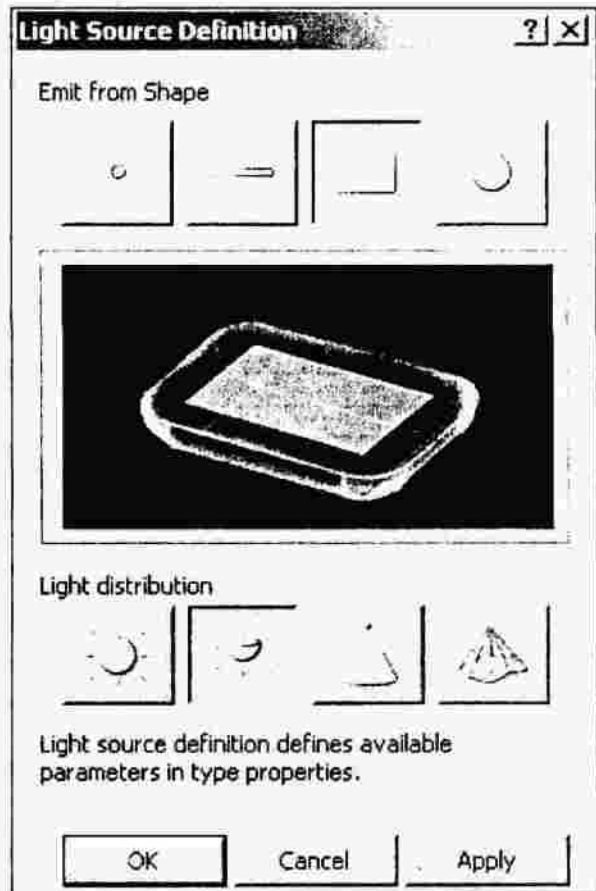 Light Source Definition ? ×
Emit from Shape
Light distribution
Light source definition defines available
parameters in type properties.
OK Cancel Apply